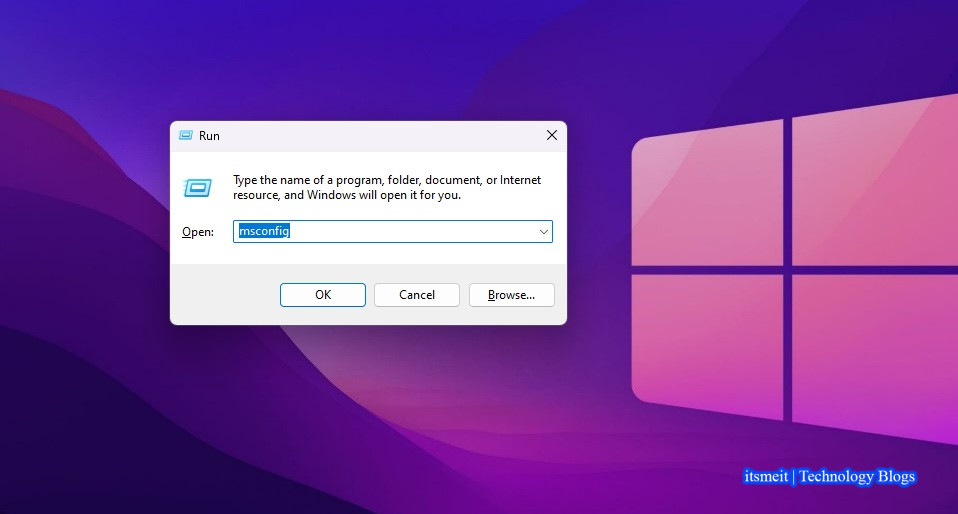 Run
Type the name of a program, folder, document, or Internet
resource, and Windows will open it for you.
Open: msconfig
OK Cancel Browse...
itsmeit | Technology Blogs